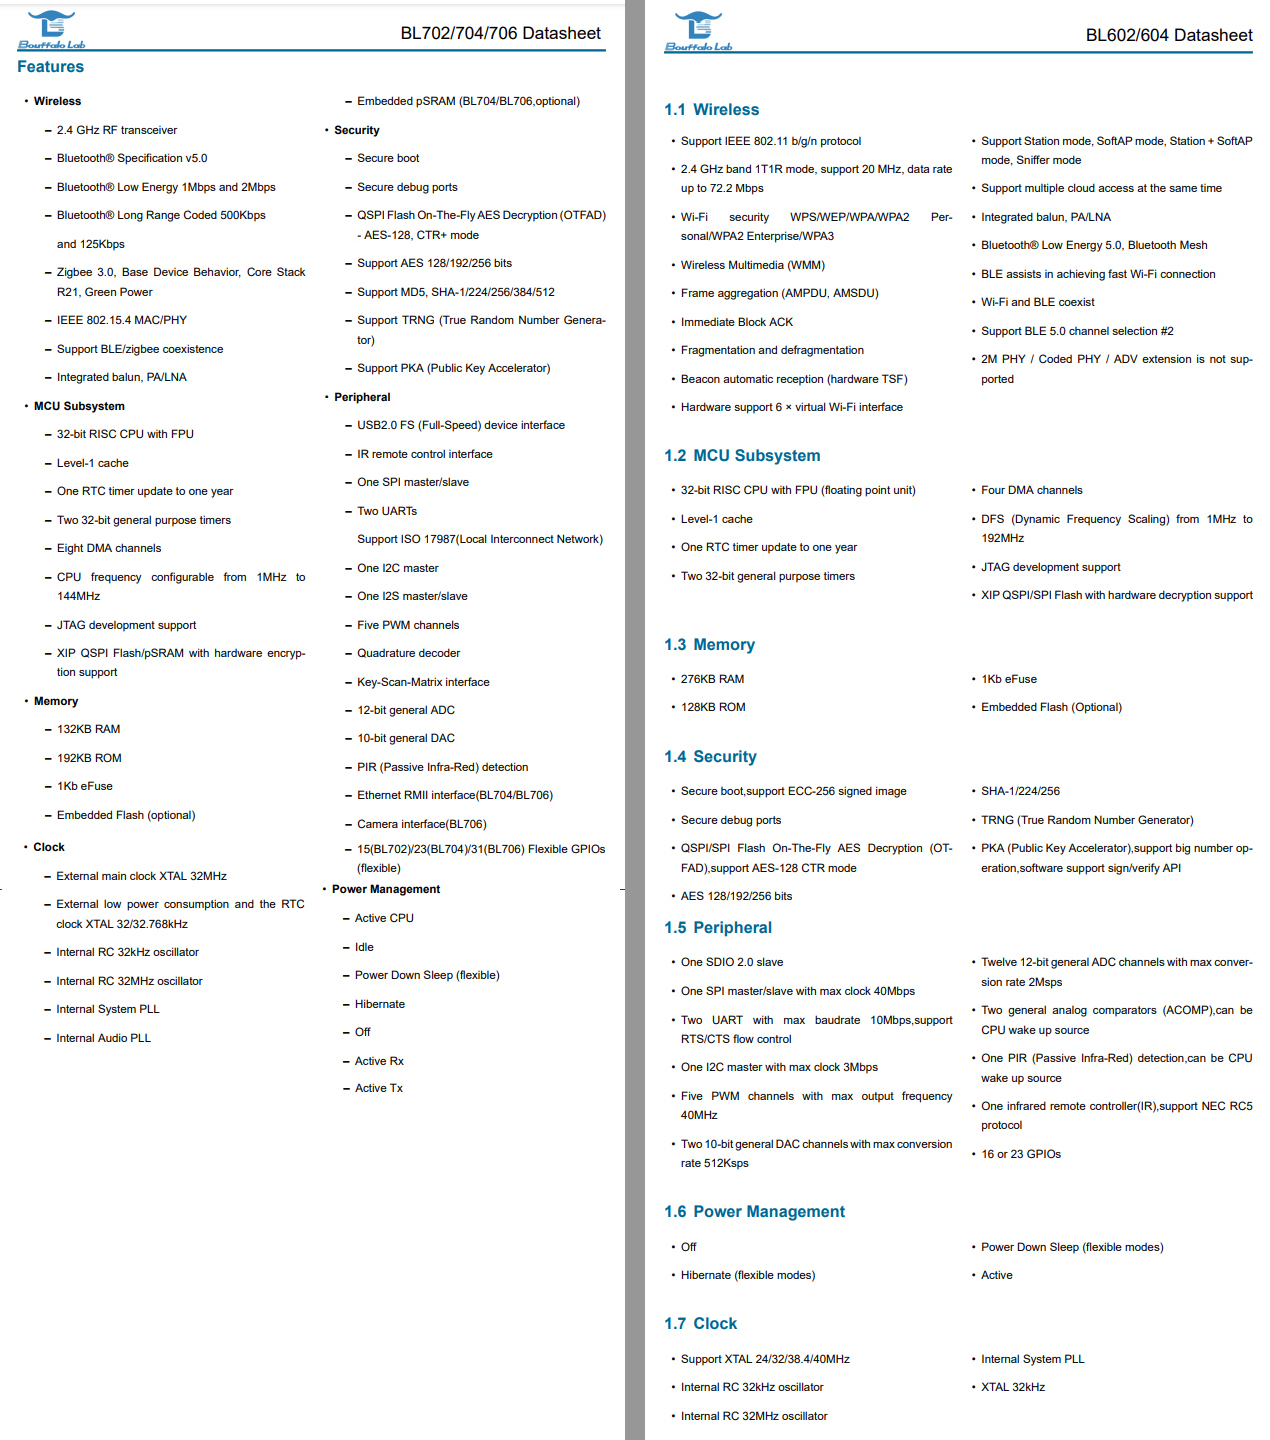 Bouffalo Lab
BL702/704/706 Datasheet
Features
• Wireless
– 2.4 GHz RF transceiver
– Bluetooth® Specification v5.0
– Bluetooth® Low Energy 1Mbps and 2Mbps
– Bluetooth® Long Range Coded 500Kbps
and 125Kbps
– Zigbee 3.0, Base Device Behavior, Core Stack
R21, Green Power
– IEEE 802.15.4 MAC/PHY
– Support BLE/zigbee coexistence
– Integrated balun, PA/LNA
• MCU Subsystem
– 32-bit RISC CPU with FPU
– Level-1 cache
– One RTC timer update to one year
– Two 32-bit general purpose timers
– Eight DMA channels
– CPU frequency configurable from 1MHz to
144MHz
– JTAG development support
– XIP QSPI Flash/pSRAM with hardware encryp-
tion support
• Memory
– 132KB RAM
– 192KB ROM
– 1Kb eFuse
– Embedded Flash (optional)
• Clock
– External main clock XTAL 32MHz
– External low power consumption and the RTC
clock XTAL 32/32.768kHz
– Internal RC 32kHz oscillator
– Internal RC 32MHz oscillator
– Internal System PLL
– Internal Audio PLL
– Embedded pSRAM (BL704/BL706,optional)
• Security
– Secure boot
– Secure debug ports
– QSPI Flash On-The-Fly AES Decryption (OTFAD)
- AES-128, CTR+ mode
– Support AES 128/192/256 bits
– Support MD5, SHA-1/224/256/384/512
– Support TRNG (True Random Number Genera-
tor)
– Support PKA (Public Key Accelerator)
• Peripheral
– USB2.0 FS (Full-Speed) device interface
– IR remote control interface
– One SPI master/slave
– Two UARTs
Support ISO 17987(Local Interconnect Network)
– One I2C master
– One I2S master/slave
– Five PWM channels
– Quadrature decoder
– Key-Scan-Matrix interface
– 12-bit general ADC
– 10-bit general DAC
– PIR (Passive Infra-Red) detection
– Ethernet RMII interface(BL704/BL706)
– Camera interface(BL706)
– 15(BL702)/23(BL704)/31(BL706) Flexible GPIOs
(flexible)
• Power Management
– Active CPU
– Idle
– Power Down Sleep (flexible)
– Hibernate
– Off
– Active Rx
– Active Tx
Bouffalo Lab
BL602/604 Datasheet
1.1 Wireless
• Support IEEE 802.11 b/g/n protocol
• 2.4 GHz band 1T1R mode, support 20 MHz, data rate
up to 72.2 Mbps
• Wi-Fi security WPS/WEP/WPA/WPA2 Per-
sonal/WPA2 Enterprise/WPA3
• Wireless Multimedia (WMM)
• Frame aggregation (AMPDU, AMSDU)
• Immediate Block ACK
• Fragmentation and defragmentation
• Beacon automatic reception (hardware TSF)
• Hardware support 6 × virtual Wi-Fi interface
• Support Station mode, SoftAP mode, Station + SoftAP
mode, Sniffer mode
• Support multiple cloud access at the same time
• Integrated balun, PA/LNA
• Bluetooth® Low Energy 5.0, Bluetooth Mesh
• BLE assists in achieving fast Wi-Fi connection
• Wi-Fi and BLE coexist
• Support BLE 5.0 channel selection #2
• 2M PHY / Coded PHY / ADV extension is not sup-
ported
1.2 MCU Subsystem
• 32-bit RISC CPU with FPU (floating point unit)
• Level-1 cache
• One RTC timer update to one year
• Two 32-bit general purpose timers
• Four DMA channels
• DFS (Dynamic Frequency Scaling) from 1MHz to
192MHz
• JTAG development support
• XIP QSPI/SPI Flash with hardware decryption support
1.3 Memory
• 276KB RAM
• 128KB ROM
• 1Kb eFuse
• Embedded Flash (Optional)
1.4 Security
• Secure boot,support ECC-256 signed image
• Secure debug ports
• QSPI/SPI Flash On-The-Fly AES Decryption (OT-
FAD),support AES-128 CTR mode
• AES 128/192/256 bits
• SHA-1/224/256
• TRNG (True Random Number Generator)
• PKA (Public Key Accelerator),support big number op-
eration,software support sign/verify API
1.5 Peripheral
• One SDIO 2.0 slave
• One SPI master/slave with max clock 40Mbps
• Two UART with max baudrate 10Mbps,support
RTS/CTS flow control
• One I2C master with max clock 3Mbps
• Five PWM channels with max output frequency
40MHz
• Two 10-bit general DAC channels with max conversion
rate 512Ksps
• Twelve 12-bit general ADC channels with max conver-
sion rate 2Msps
• Two general analog comparators (ACOMP),can be
CPU wake up source
• One PIR (Passive Infra-Red) detection,can be CPU
wake up source
• One infrared remote controller(IR),support NEC RC5
protocol
• 16 or 23 GPIOs
1.6 Power Management
• Off
• Hibernate (flexible modes)
• Power Down Sleep (flexible modes)
• Active
1.7 Clock
• Support XTAL 24/32/38.4/40MHz
• Internal RC 32kHz oscillator
• Internal RC 32MHz oscillator
• Internal System PLL
• XTAL 32kHz